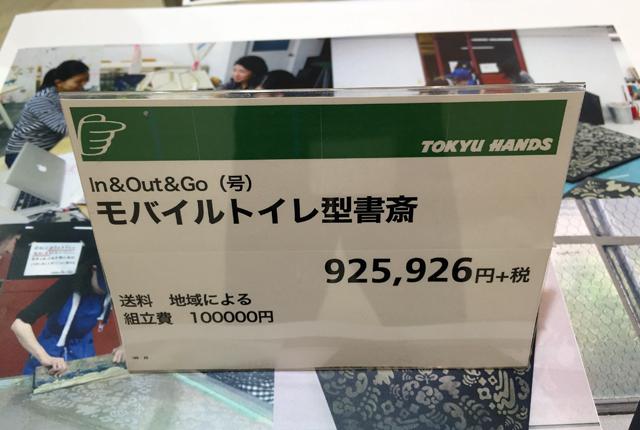 TOKYU HANDS
In&Out&Go（号）
モバイルトイレ型書斎
925,926円+税
送料 地域による
組立費 100000円